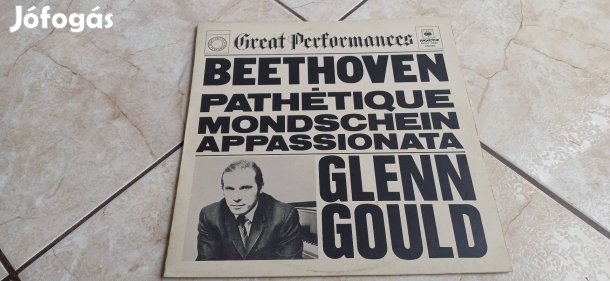 Jófogás
Great Performances
BEETHOVEN
PATHÉTIQUE
MONDSCHEIN
APPASSIONATA
GLENN
GOULD